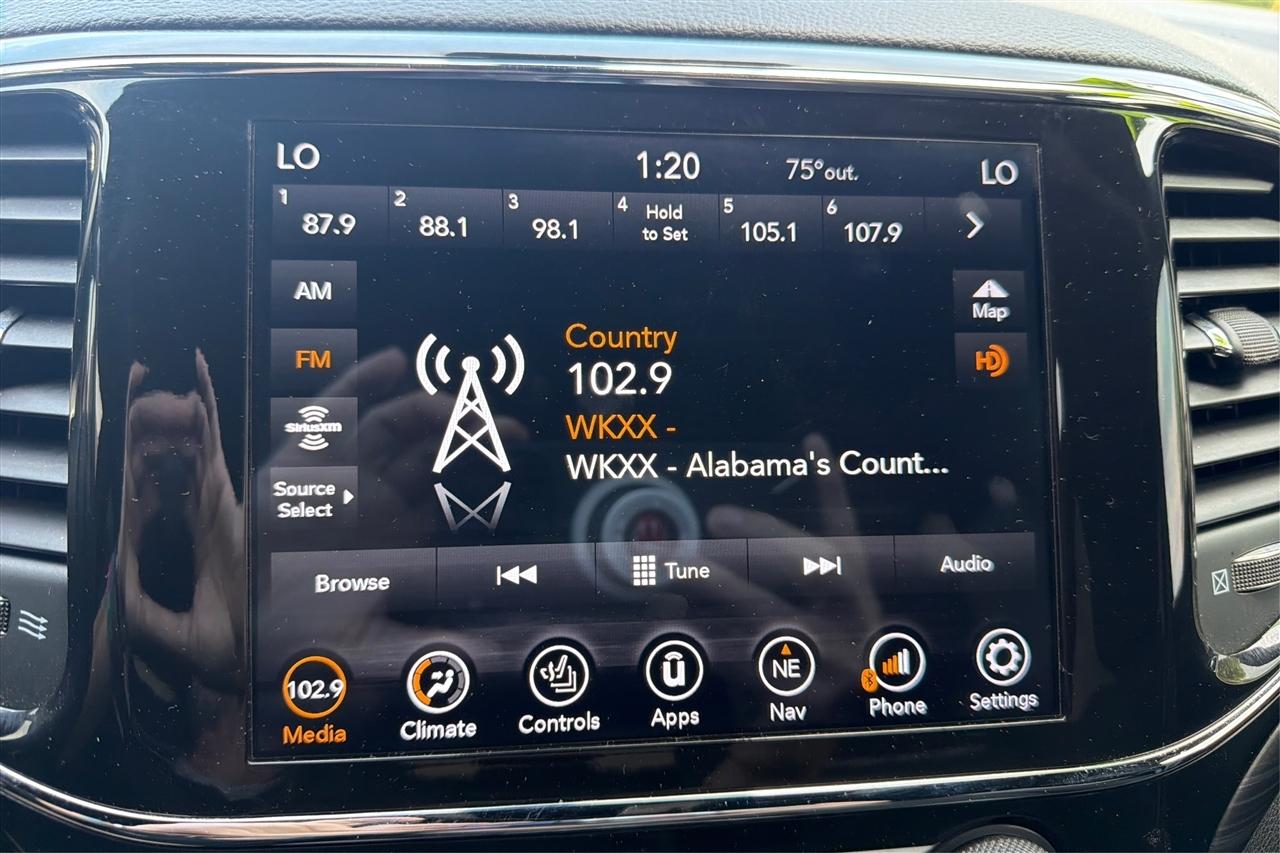 LO 1:20 75°out. LO
1 87.9 2 88.1 3 98.1 4 Hold to Set 5 105.1 6 107.9
AM
Map
FM
HD
SiriusXM
Source
Select
Country
102.9
WKXX -
WKXX - Alabama's Count...
Browse Tune Audio
102.9 NE
Media Climate Controls Apps Nav Phone Settings